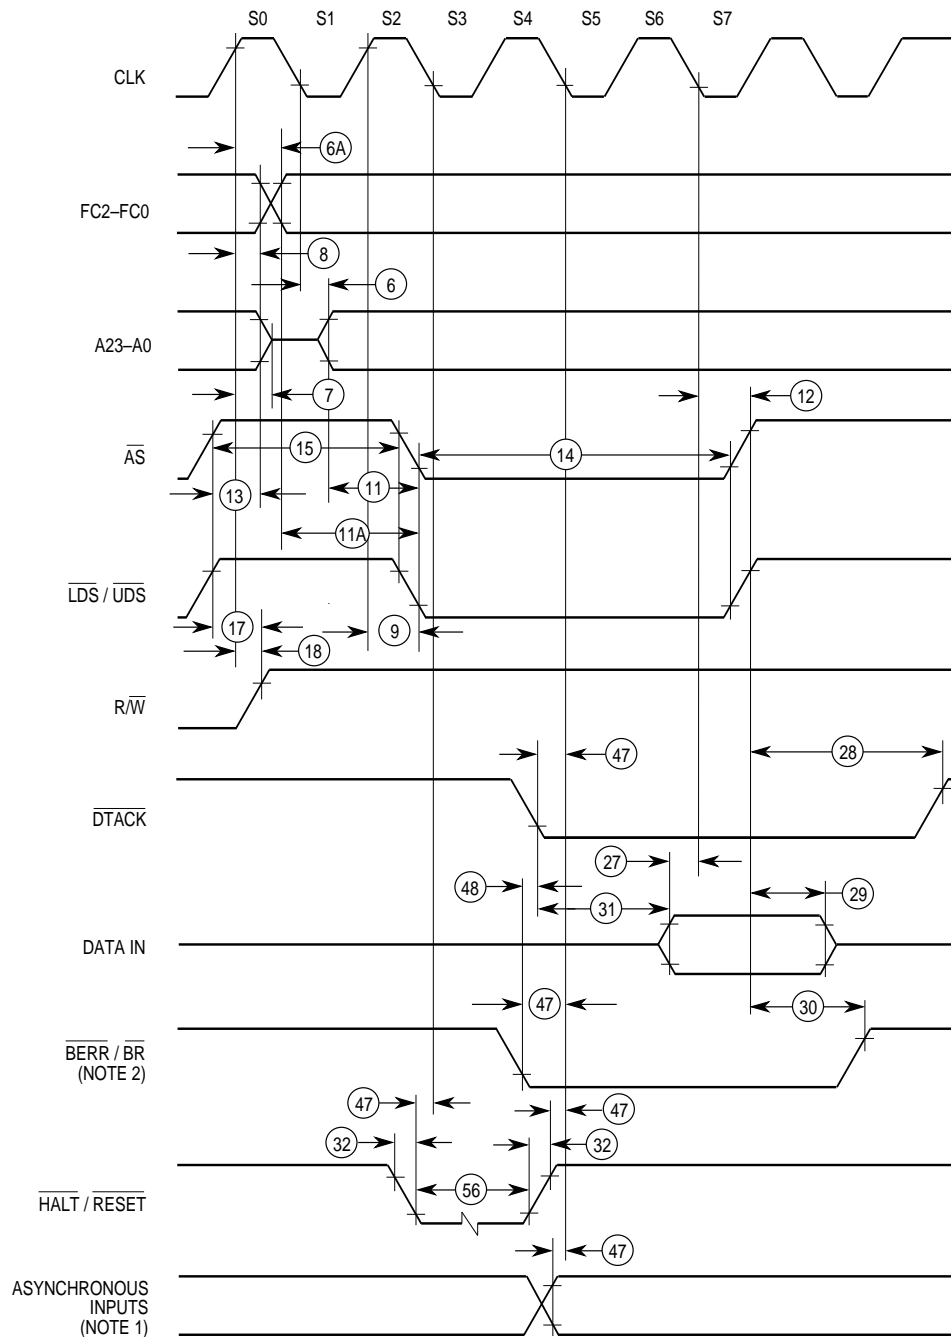 S0 S1 S2 S3 S4 S5 S6 S7
CLK
6A
FC2–FC0
8
6
A23–A0
7
12
15
14
AS
13
11
11A
LDS / UDS
17
9
18
R/W
47
28
DTACK
27
48
29
31
DATA IN
47
30
BERR / BR
(NOTE 2)
47
47
32
32
HALT / RESET
56
47
ASYNCHRONOUS
INPUTS
(NOTE 1)